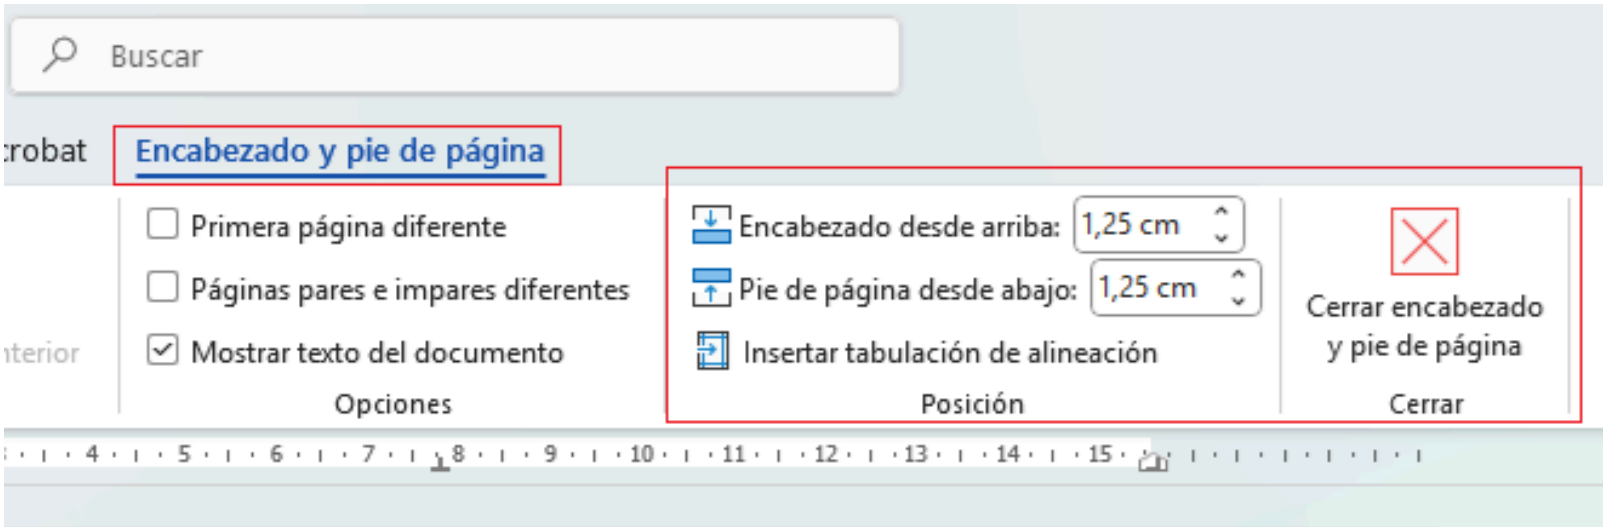 Buscar
crobat Encabezado y pie de página
Primera página diferente
Páginas pares e impares diferentes
nterior Mostrar texto del documento
Opciones
Encabezado desde arriba: 1,25 cm
Pie de página desde abajo: 1,25 cm
Insertar tabulación de alineación
Posición
Cerrar encabezado
y pie de página
Cerrar
4 5 6 7 8 9 10 11 12 13 14 15